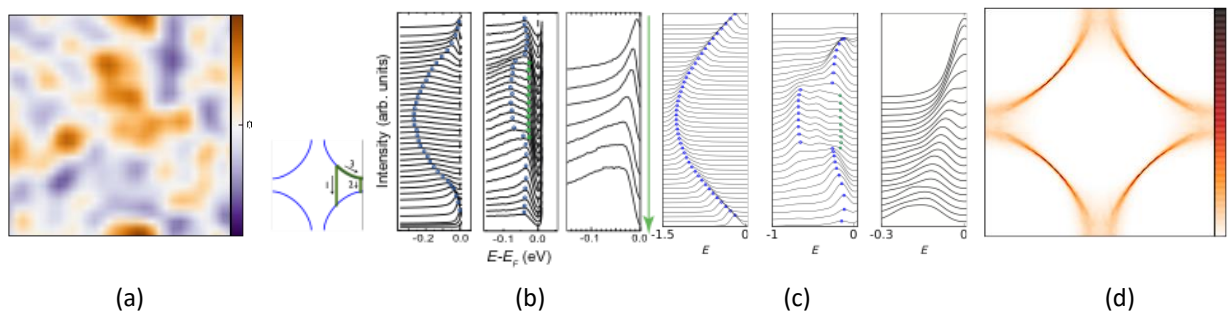 0
1
2
3
Intensity (arb. units)
-0.2 0.0 -0.1 0.0 -0.1 0.0
E-E_F (eV)
-1.5 0 -1 0 -0.3 0
E E E
(a) (b) (c) (d)